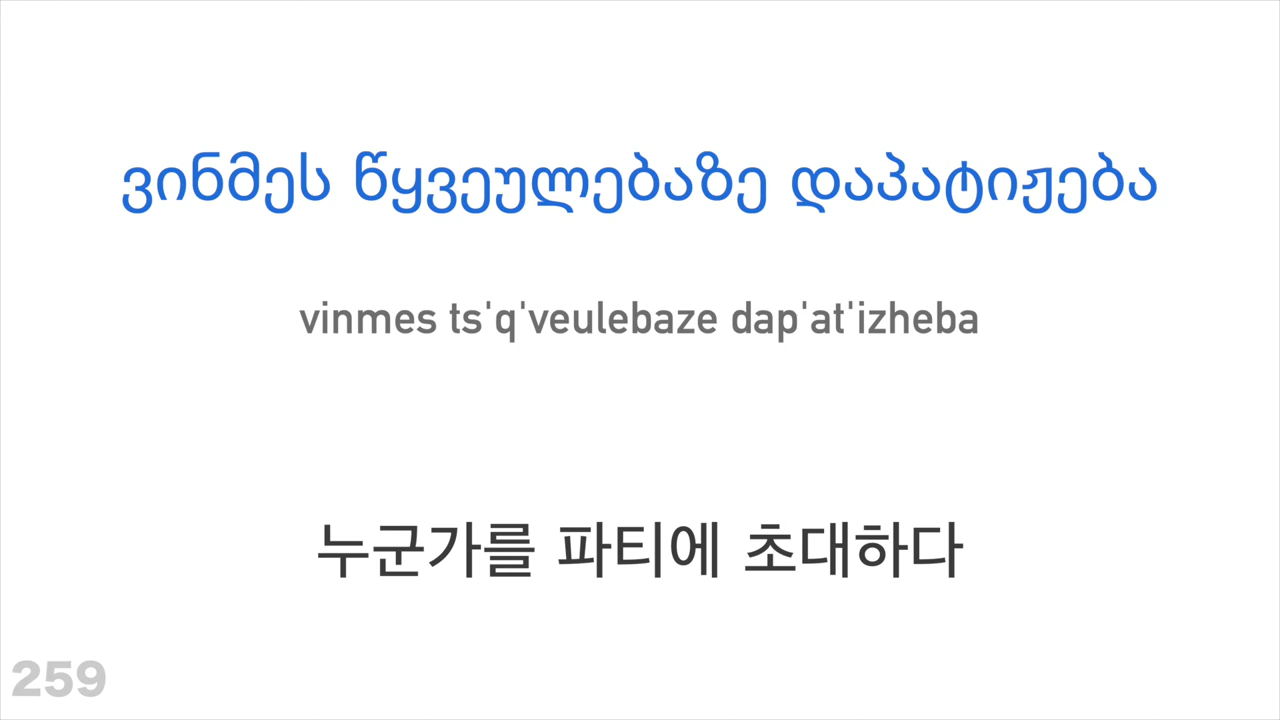 ვინმეს წყვეულებაზე დაპატიჟება
vinmes ts'q'veulebaze dap'at'izheba
누군가를 파티에 초대하다
259